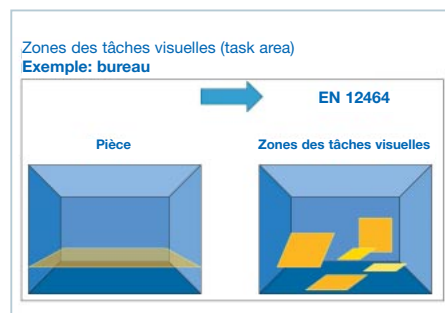 Zones des tâches visuelles (task area)
Exemple: bureau
EN 12464
Pièce
Zones des tâches visuelles